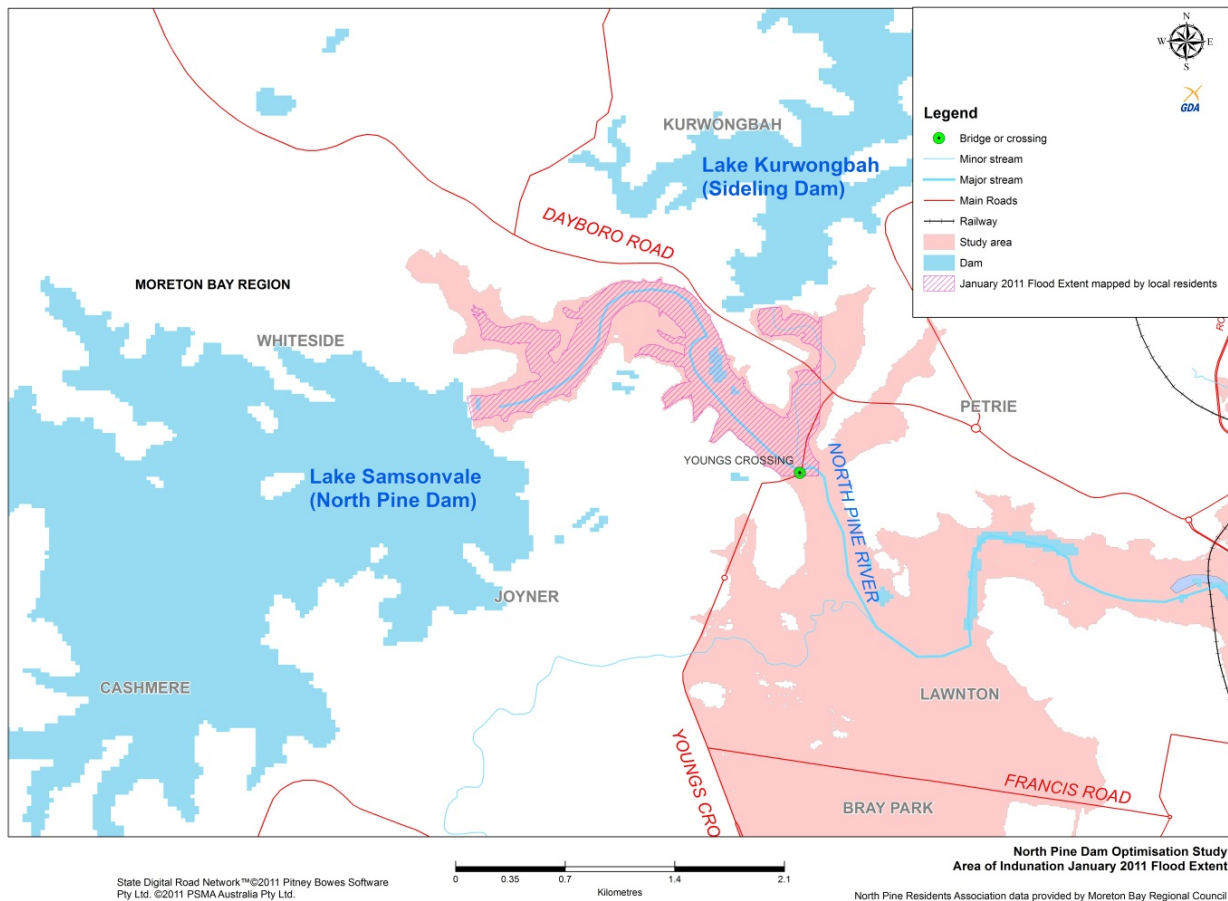 N
W
E
S
GDA
Legend
Bridge or crossing
Minor stream
Major stream
Main Roads
Railway
Study area
Dam
January 2011 Flood Extent mapped by local residents
KURWONGBAH
Lake Kurwongbah
(Sideling Dam)
DAYBORO ROAD
MORETON BAY REGION
WHITESIDE
PETRIE
YOUNGS CROSSING
NORTH PINE RIVER
Lake Samsonvale
(North Pine Dam)
JOYNER
CASHMERE
LAWNTON
YOUNGS CRO
FRANCIS ROAD
BRAY PARK
North Pine Dam Optimisation Study
Area of Indunation January 2011 Flood Extent
0 0.35 0.7 1.4 2.1
Kilometres
State Digital Road Network™©2011 Pitney Bowes Software
Pty Ltd. ©2011 PSMA Australia Pty Ltd.
North Pine Residents Association data provided by Moreton Bay Regional Council